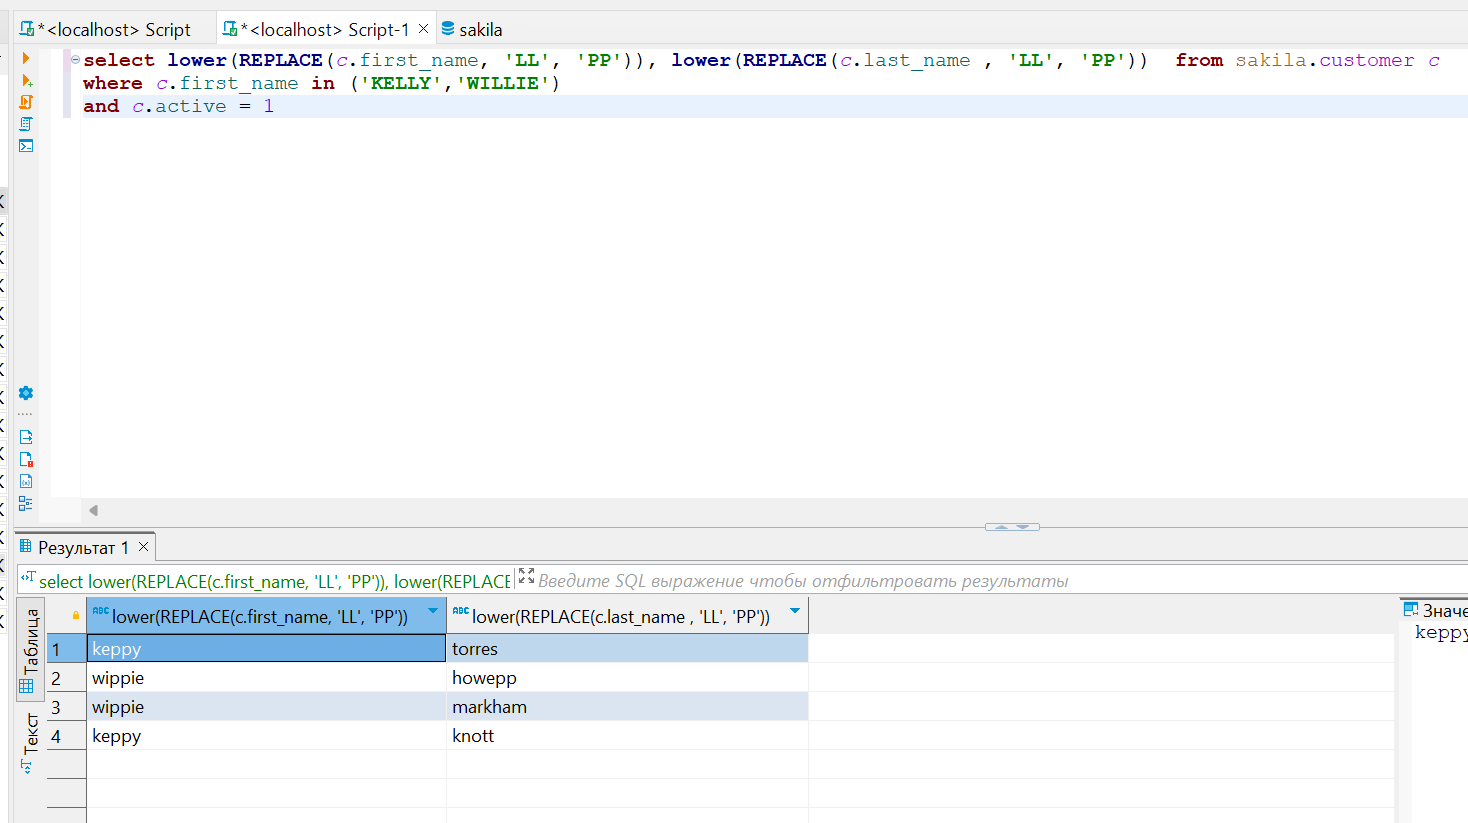 *<localhost> Script
*<localhost> Script-1
sakila
select lower(REPLACE(c.first_name, 'LL', 'PP')), lower(REPLACE(c.last_name , 'LL', 'PP'))  from sakila.customer c
where c.first_name in ('KELLY','WILLIE')
and c.active = 1
Результат 1
select lower(REPLACE(c.first_name, 'LL', 'PP')), lower(REPLACE
Введите SQL выражение чтобы отфильтровать результаты
Таблица
Текст
ABC lower(REPLACE(c.first_name, 'LL', 'PP'))
ABC lower(REPLACE(c.last_name , 'LL', 'PP'))
1 keppy torres
2 wippie howepp
3 wippie markham
4 keppy knott
Значе
keppy